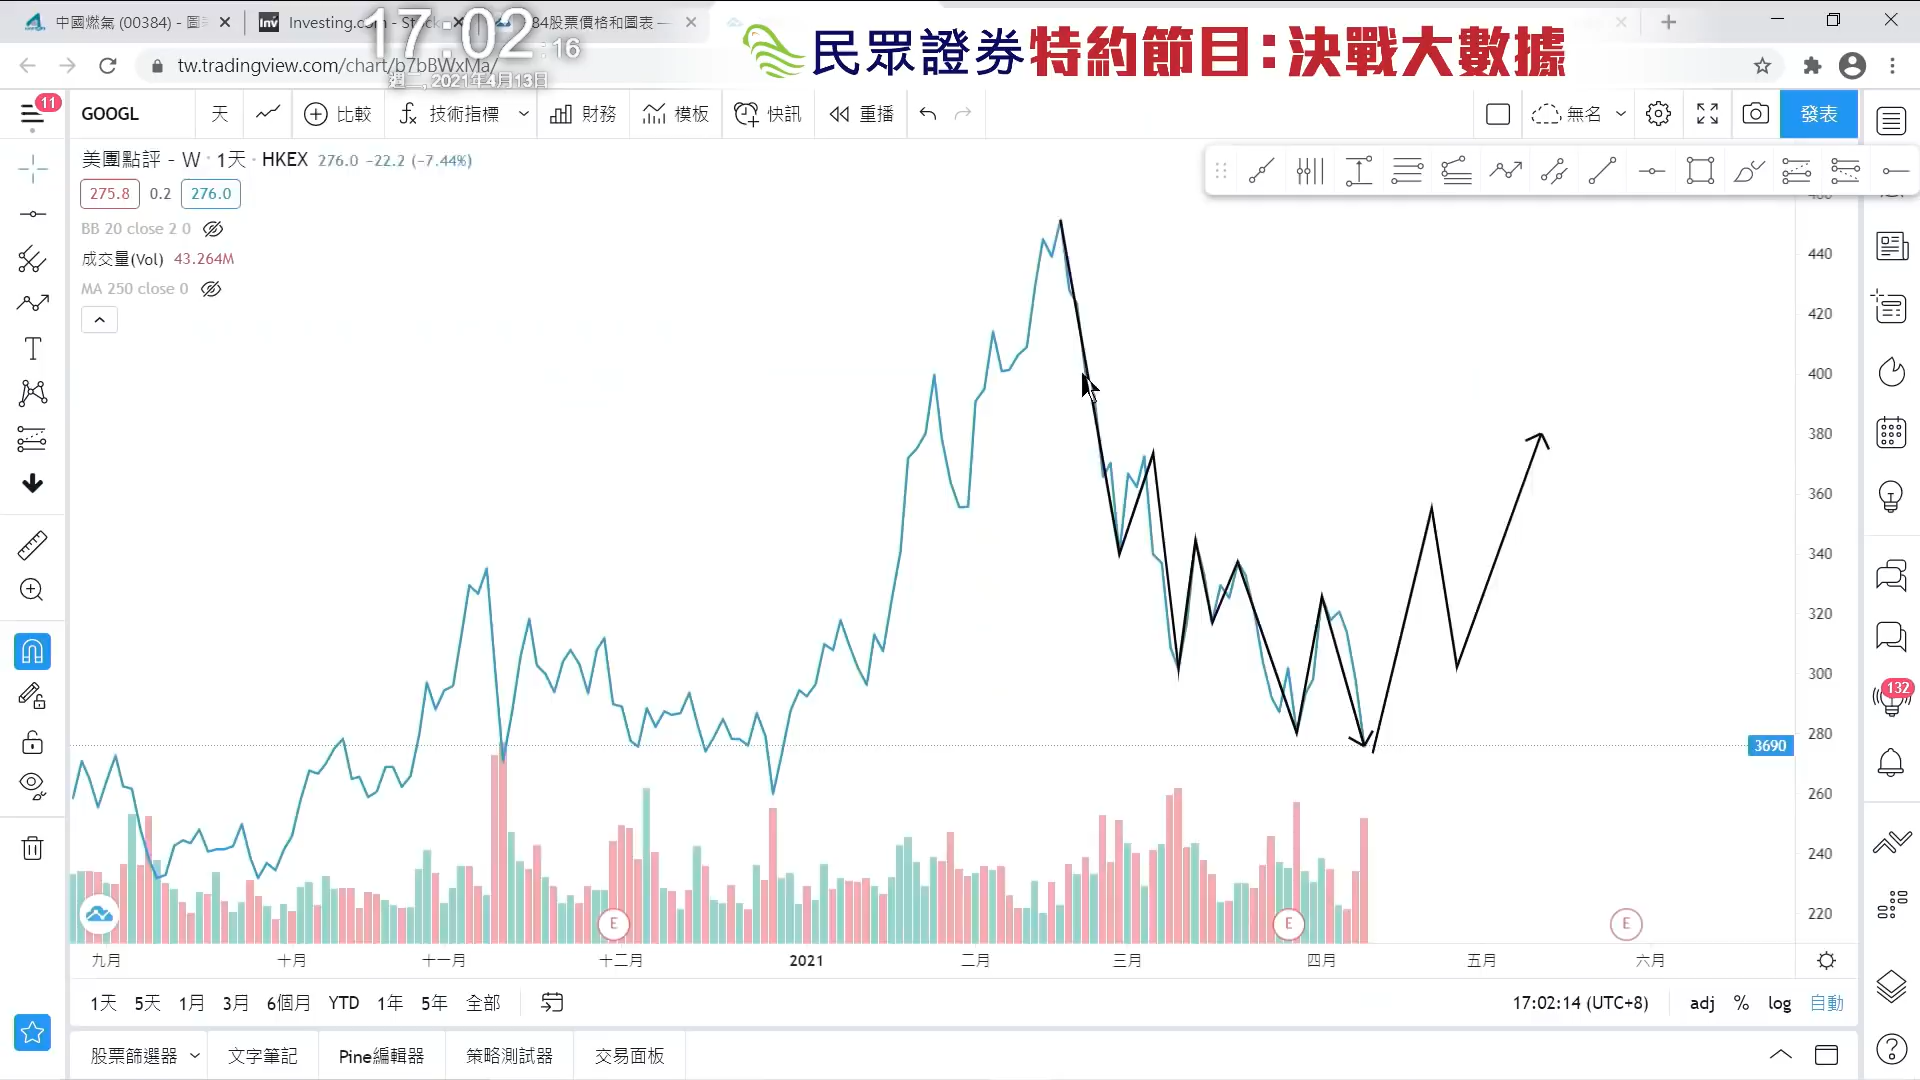 中國燃氣 (00384) - 圖
Investing.com - Stock
84股票價格和圖表 —
17:02:16
週二, 2021年4月13日
民眾證券特約節目:決戰大數據
tw.tradingview.com/chart/b7bBWxMa/
11
GOOGL
天
比較
技術指標
財務
模板
快訊
重播
無名
發表
美團點評 - W · 1天 · HKEX 276.0 −22.2 (−7.44%)
275.8 0.2 276.0
BB 20 close 2 0
成交量(Vol) 43.264M
MA 250 close 0
440
420
400
380
360
340
320
300
3690
280
260
240
220
132
E
E
E
九月
十月
十一月
十二月
2021
二月
三月
四月
五月
六月
1天 5天 1月 3月 6個月 YTD 1年 5年 全部
17:02:14 (UTC+8)
adj % log 自動
股票篩選器
文字筆記
Pine編輯器
策略測試器
交易面板